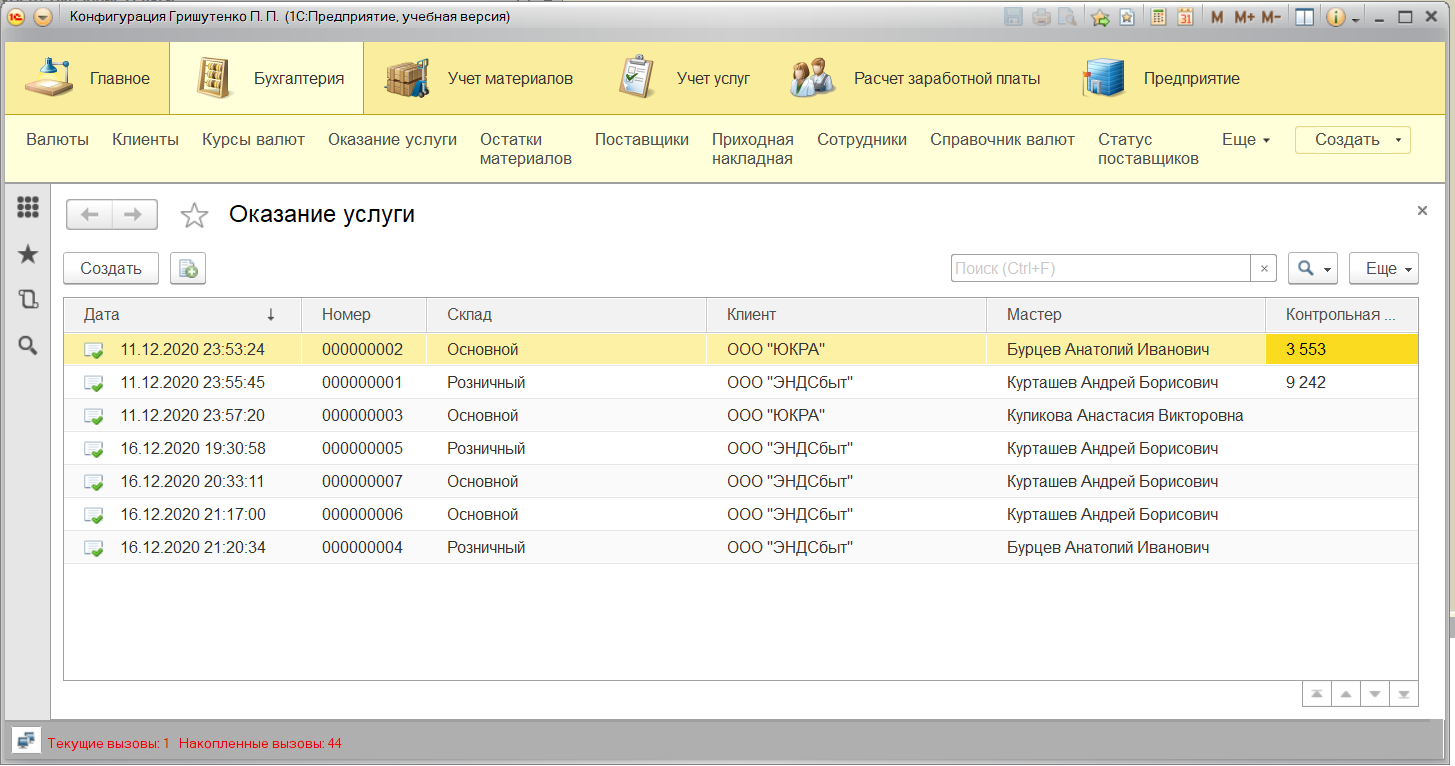 Конфигурация Гришутенко П. П. (1С:Предприятие, учебная версия)
M M+ M-
Главное Бухгалтерия Учет материалов Учет услуг Расчет заработной платы Предприятие
Валюты Клиенты Курсы валют Оказание услуги Остатки материалов Поставщики Приходная накладная Сотрудники Справочник валют Статус поставщиков Еще Создать
Оказание услуги
Создать Поиск (Ctrl+F) Еще
Дата Номер Склад Клиент Мастер Контрольная ...
11.12.2020 23:53:24 000000002 Основной ООО "ЮКРА" Бурцев Анатолий Иванович 3 553
11.12.2020 23:55:45 000000001 Розничный ООО "ЭНДСбыт" Курташев Андрей Борисович 9 242
11.12.2020 23:57:20 000000003 Основной ООО "ЮКРА" Куликова Анастасия Викторовна
16.12.2020 19:30:58 000000005 Розничный ООО "ЭНДСбыт" Курташев Андрей Борисович
16.12.2020 20:33:11 000000007 Основной ООО "ЭНДСбыт" Курташев Андрей Борисович
16.12.2020 21:17:00 000000006 Основной ООО "ЭНДСбыт" Курташев Андрей Борисович
16.12.2020 21:20:34 000000004 Розничный ООО "ЭНДСбыт" Бурцев Анатолий Иванович
Текущие вызовы: 1 Накопленные вызовы: 44